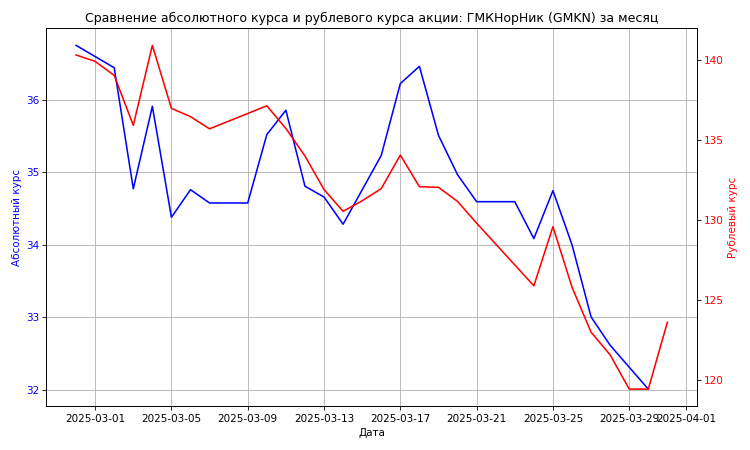 Сравнение абсолютного курса и рублевого курса акции: ГМКНорНик (GMKN) за месяц
36
35
34
33
32
Абсолютный курс
140
135
130
125
120
Рублевый курс
2025-03-01 2025-03-05 2025-03-09 2025-03-13 2025-03-17 2025-03-21 2025-03-25 2025-03-29 2025-04-01
Дата